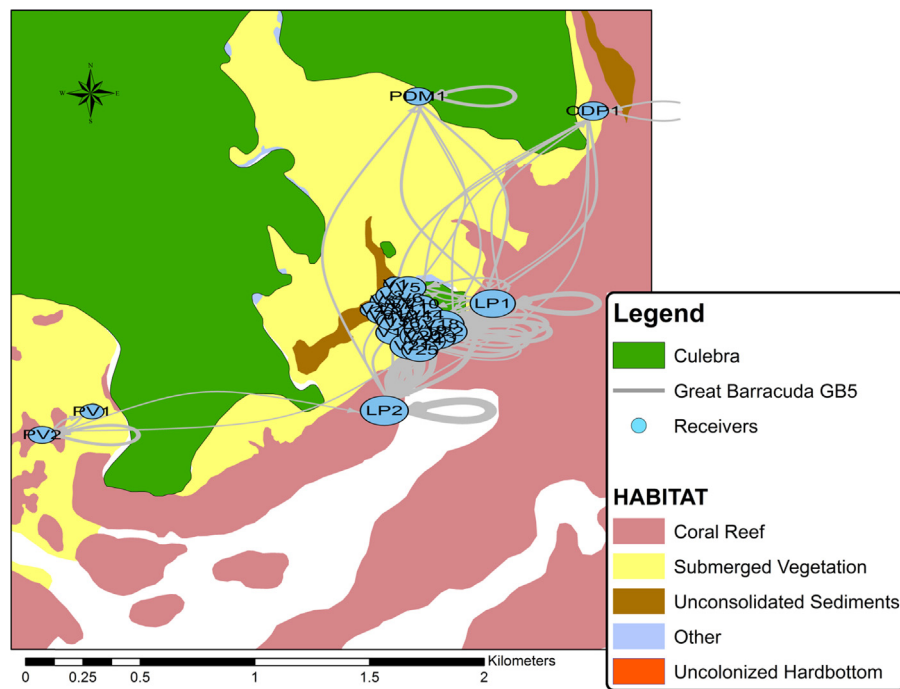 N
W E
S
PDM1
CDP1
V15
LP1
V25
LP2
PV1
PV2
Legend
Culebra
Great Barracuda GB5
Receivers
HABITAT
Coral Reef
Submerged Vegetation
Unconsolidated Sediments
Other
Uncolonized Hardbottom
Kilometers
0 0.25 0.5 1 1.5 2